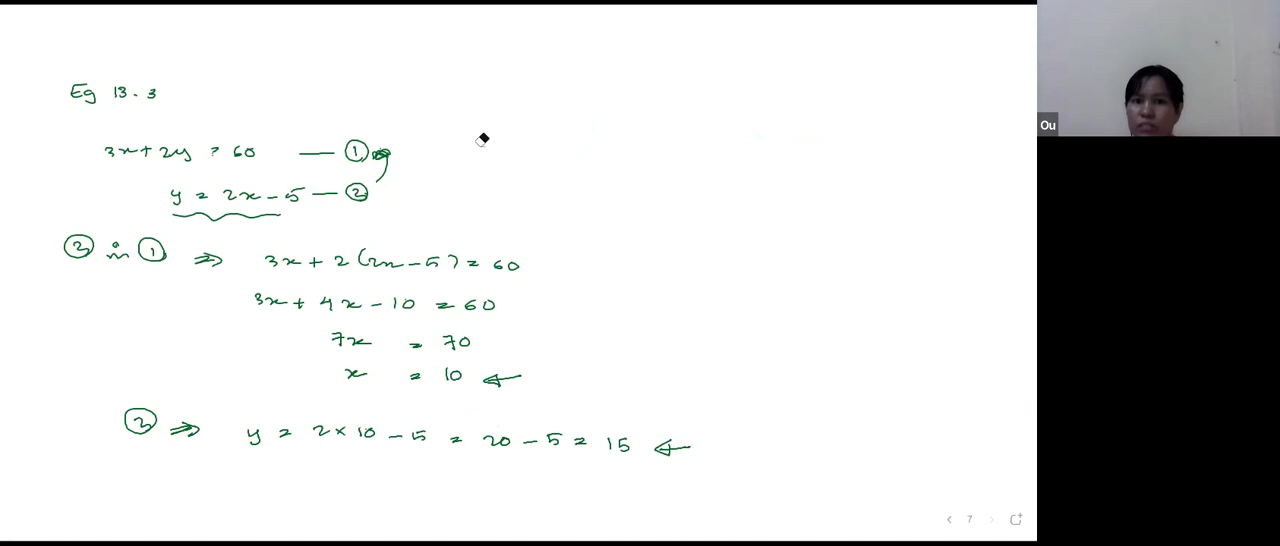 Eg 13.3
3x + 2y = 60 — ①
y = 2x - 5 — ②
② in ① ⇒ 3x + 2(2x - 5) = 60
3x + 4x - 10 = 60
7x = 70
x = 10 ←
② ⇒ y = 2 × 10 - 5 = 20 - 5 = 15 ←
Ou
7